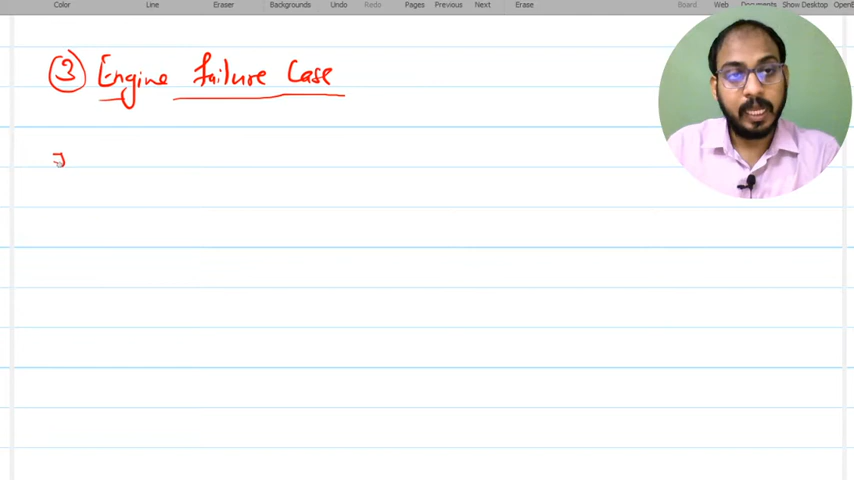 Color Line Eraser Backgrounds Undo Redo Pages Previous Next Erase Board Web Documents Show Desktop
③ Engine failure Case